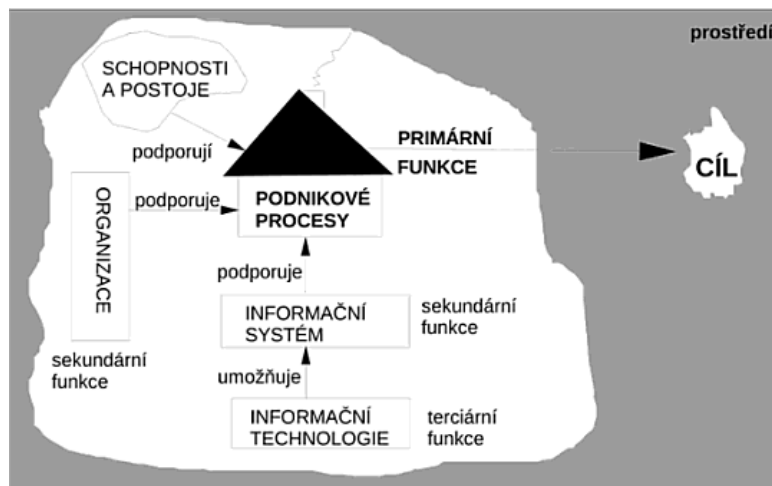 prostředí
SCHOPNOSTI
A POSTOJE
podporují
PRIMÁRNÍ
FUNKCE
CÍL
ORGANIZACE
podporuje
PODNIKOVÉ
PROCESY
podporuje
INFORMAČNÍ
SYSTÉM
sekundární
funkce
sekundární
funkce
umožňuje
INFORMAČNÍ
TECHNOLOGIE
terciární
funkce